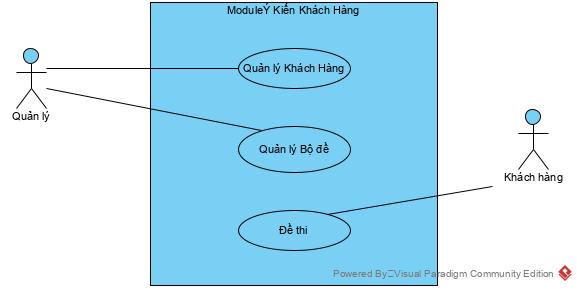 ModuleÝ Kiến Khách Hàng
Quản lý Khách Hàng
Quản lý
Quản lý Bộ đề
Khách hàng
Đề thi
Powered By Visual Paradigm Community Edition